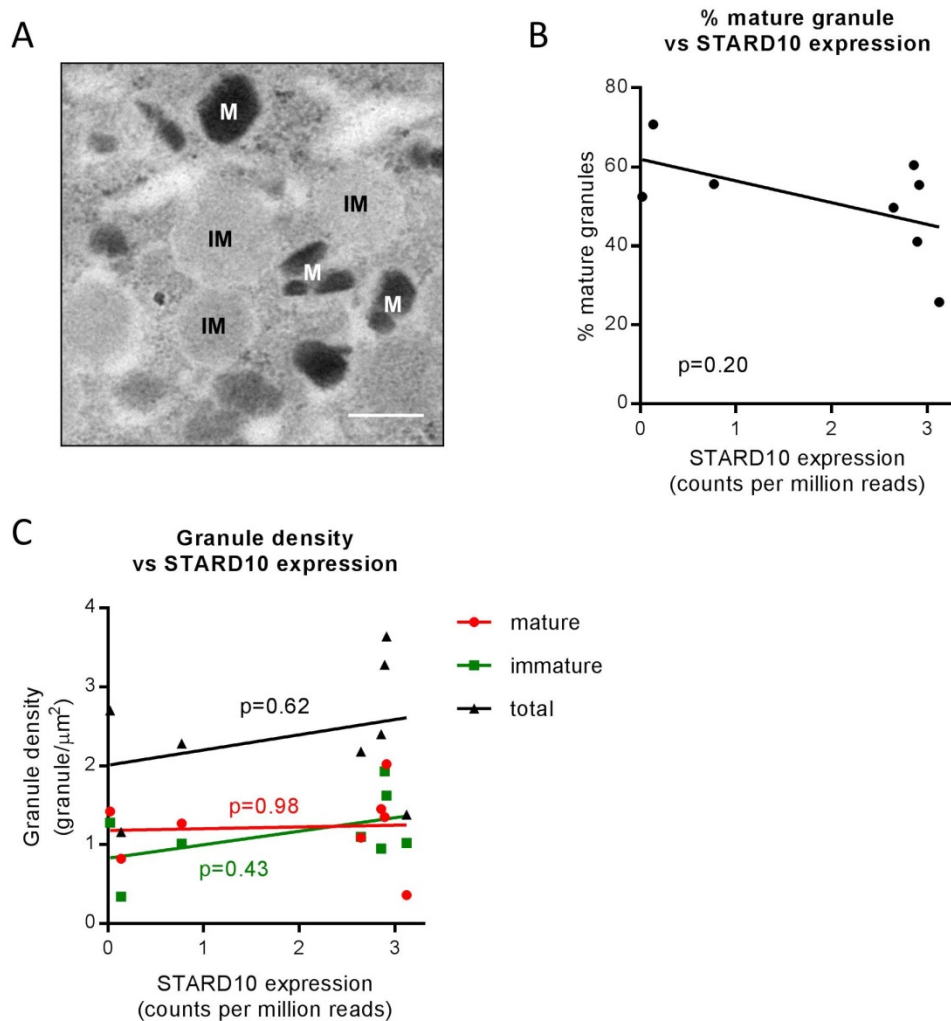 A
M
IM
IM
M
IM
M
B
% mature granule
vs STARD10 expression
80
60
40
20
0
% mature granules
p=0.20
0 1 2 3
STARD10 expression
(counts per million reads)
C
Granule density
vs STARD10 expression
4
3
2
1
0
Granule density
(granule/μm²)
p=0.62
p=0.98
p=0.43
mature
immature
total
0 1 2 3
STARD10 expression
(counts per million reads)